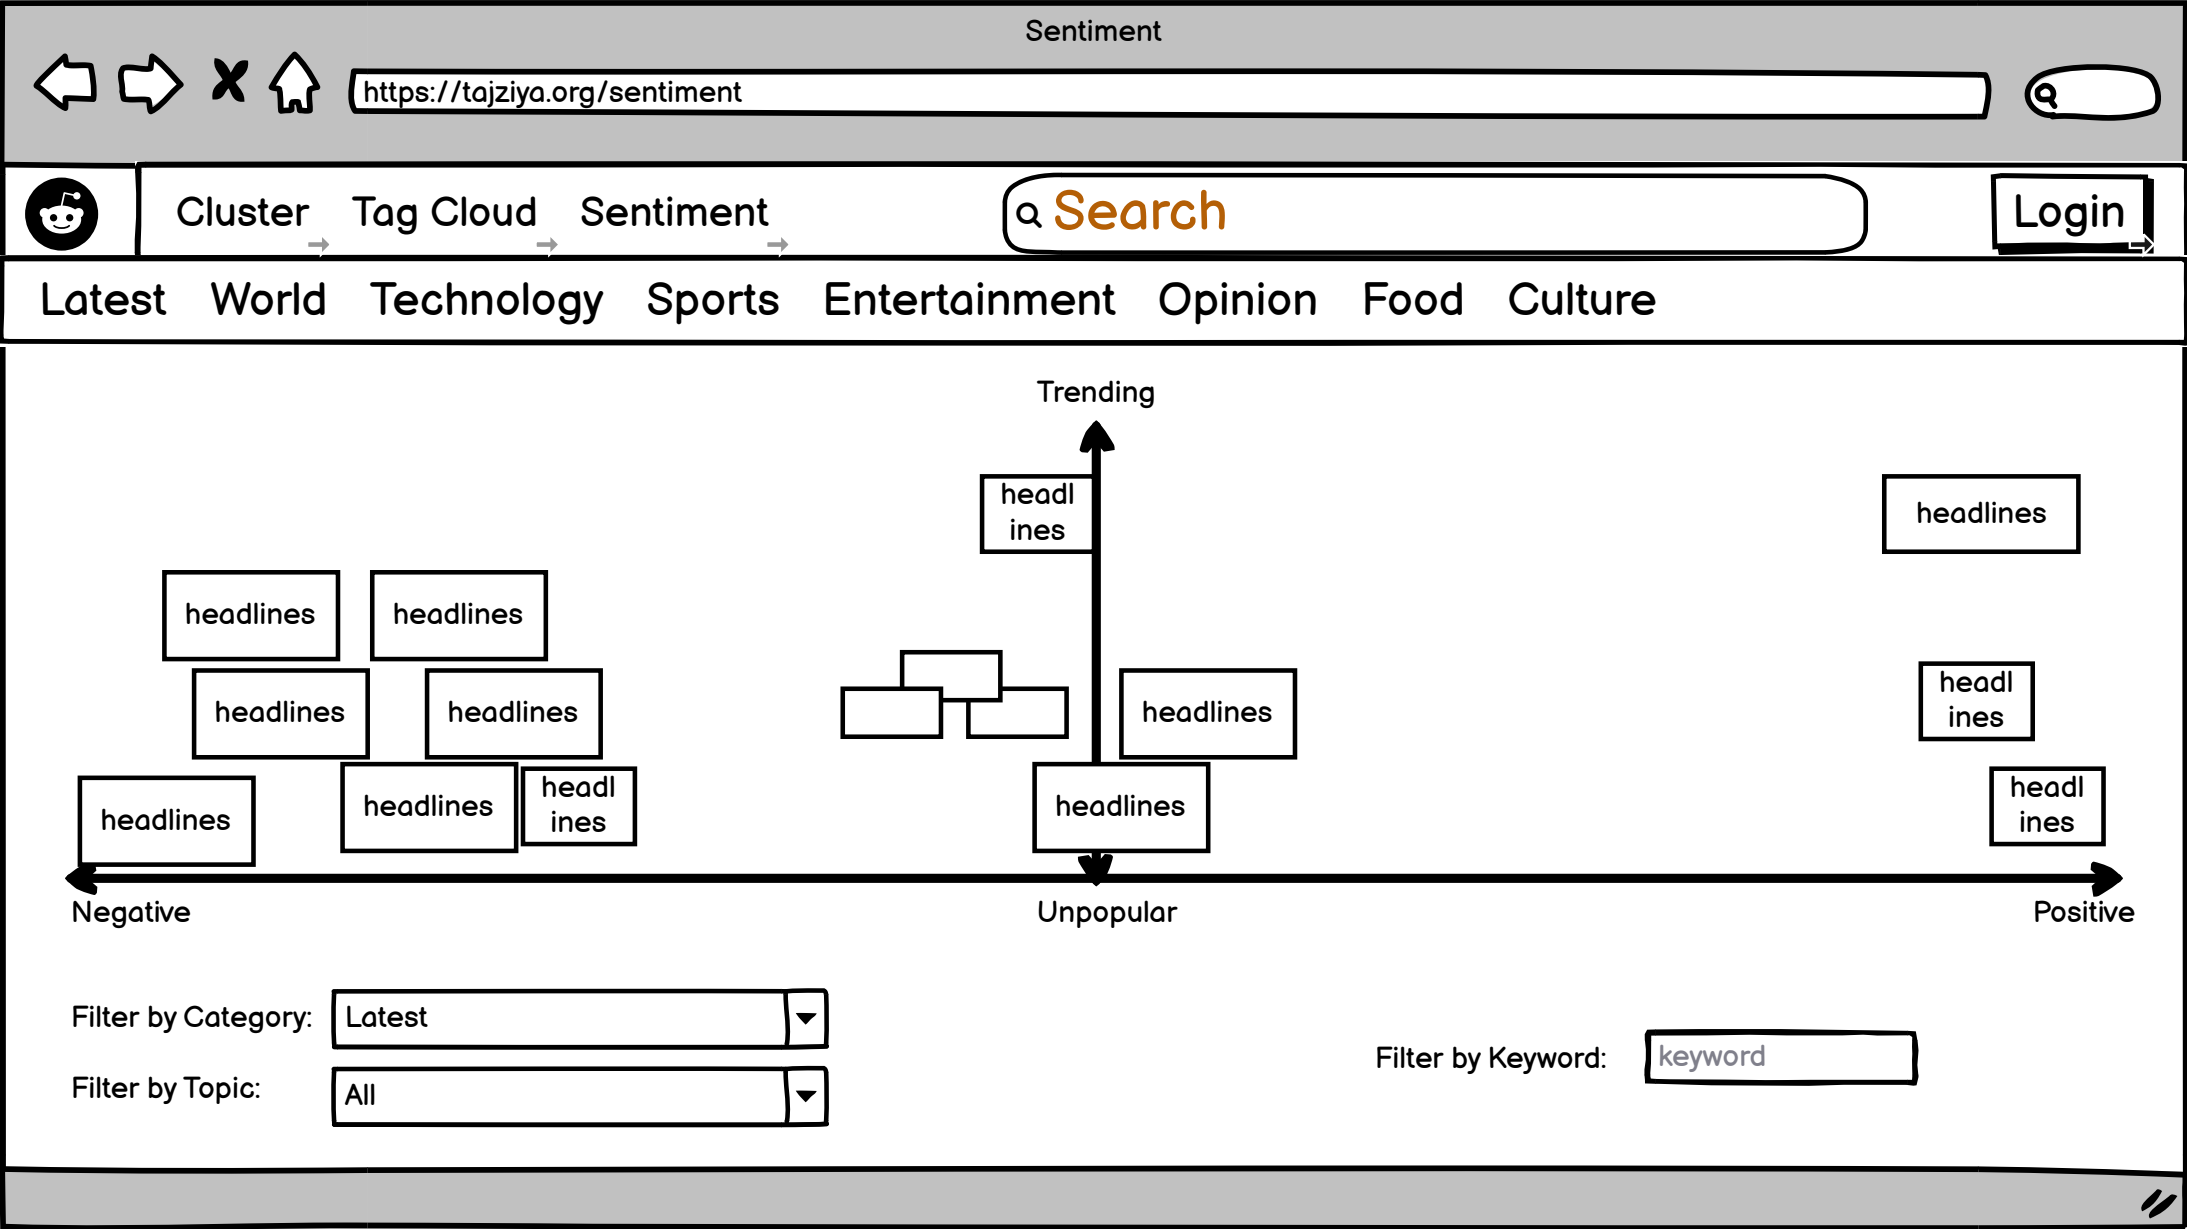 Sentiment
https://tajziya.org/sentiment
Cluster
Tag Cloud
Sentiment
Search
Login
Latest
World
Technology
Sports
Entertainment
Opinion
Food
Culture
Trending
headl
ines
headlines
headlines
headlines
headlines
headlines
headlines
headl
ines
headlines
headlines
headl
ines
headlines
headlines
headl
ines
Negative
Unpopular
Positive
Filter by Category:
Latest
Filter by Topic:
All
Filter by Keyword:
keyword